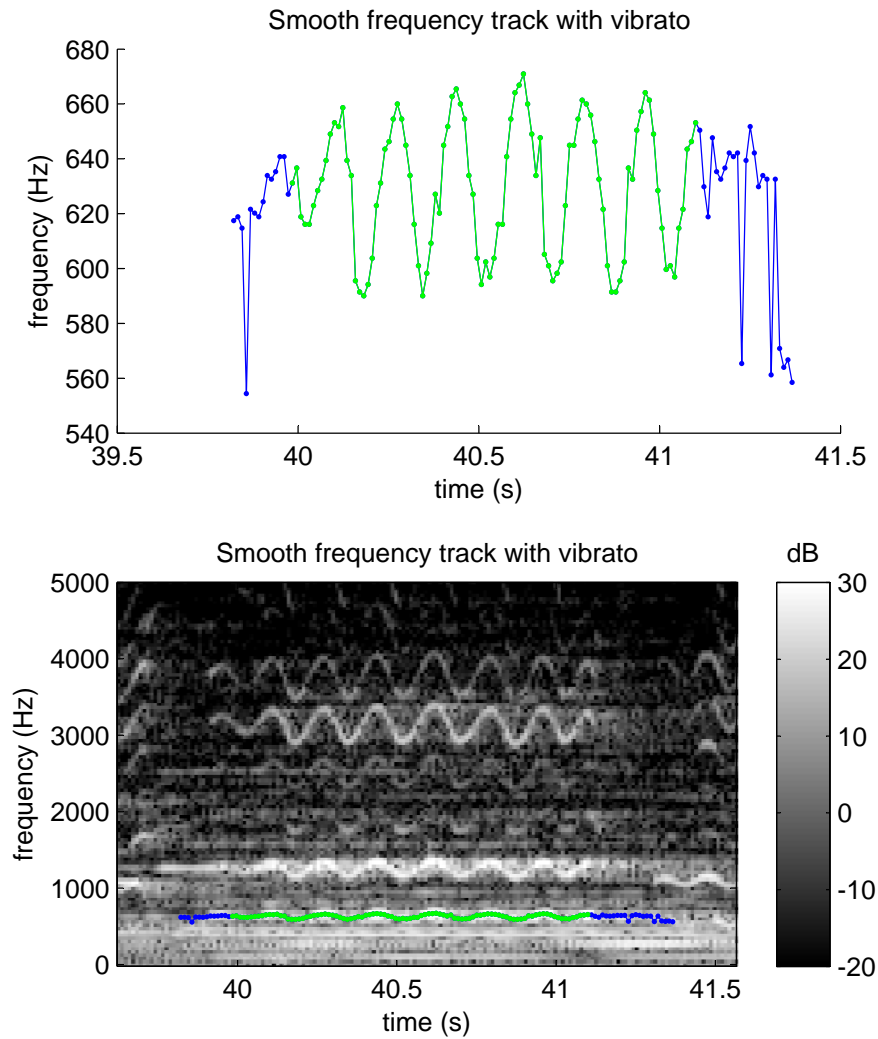 Smooth frequency track with vibrato
680
660
640
620
600
580
560
540
frequency (Hz)
39.5 40 40.5 41 41.5
time (s)
Smooth frequency track with vibrato dB
5000
4000
3000
2000
1000
0
frequency (Hz)
30
20
10
0
-10
-20
40 40.5 41 41.5
time (s)